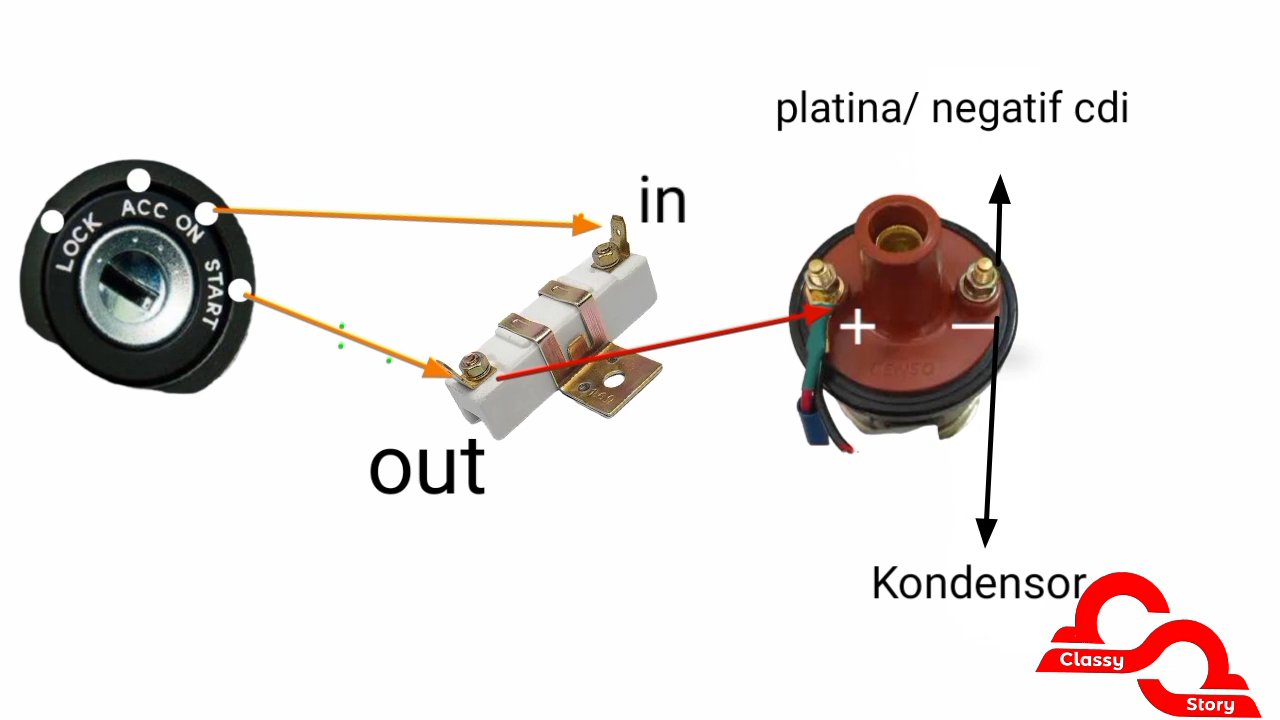 platina/ negatif cdi
in
LOCK ACC ON START
+ —
out
Kondensor
Classy
Story